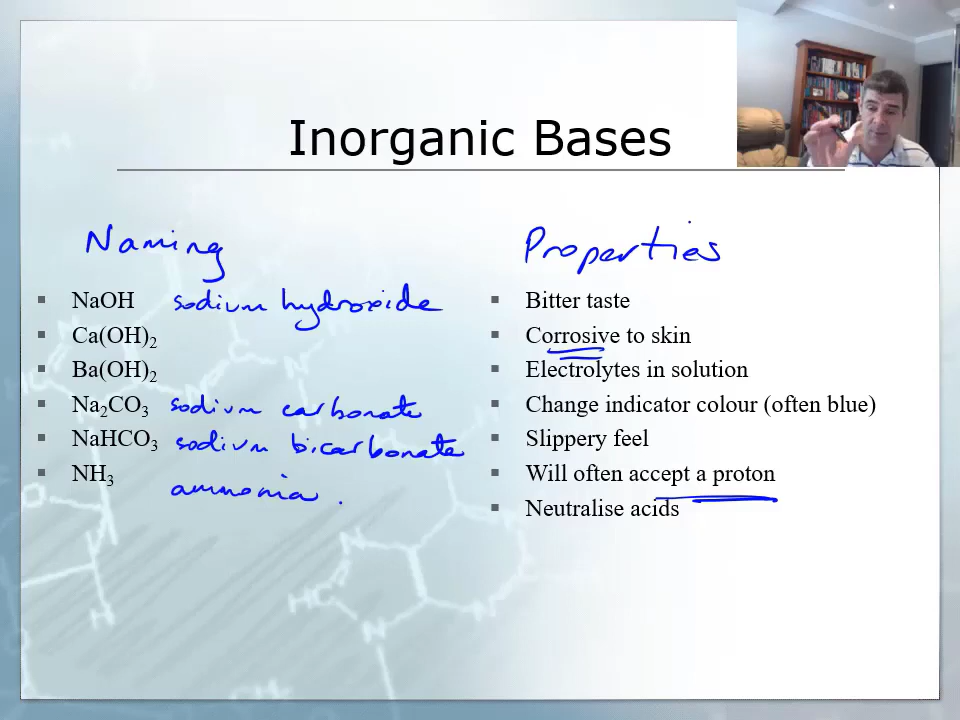 Inorganic Bases
Naming
NaOH sodium hydroxide
Ca(OH)₂
Ba(OH)₂
Na₂CO₃ sodium carbonate
NaHCO₃ sodium bicarbonate
NH₃ ammonia
Properties
Bitter taste
Corrosive to skin
Electrolytes in solution
Change indicator colour (often blue)
Slippery feel
Will often accept a proton
Neutralise acids